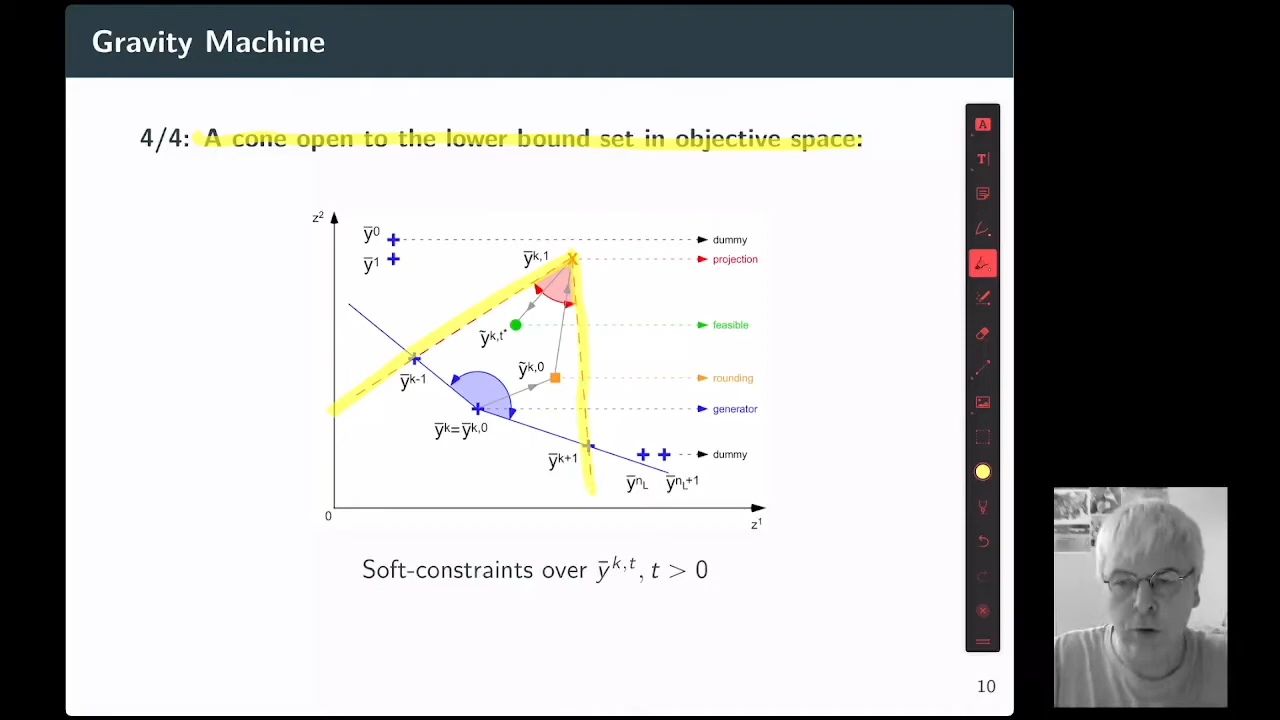 Gravity Machine
4/4: A cone open to the lower bound set in objective space:
z²
ȳ⁰
dummy
ȳ¹
ȳᵏ,¹
projection
ỹᵏ,ᵗ*
feasible
ỹᵏ,⁰
rounding
ȳᵏ⁻¹
generator
ȳᵏ=ȳᵏ,⁰
ȳᵏ⁺¹
dummy
ȳⁿL
ȳⁿL⁺¹
0
z¹
Soft-constraints over ȳᵏ,ᵗ, t > 0
10
A
T